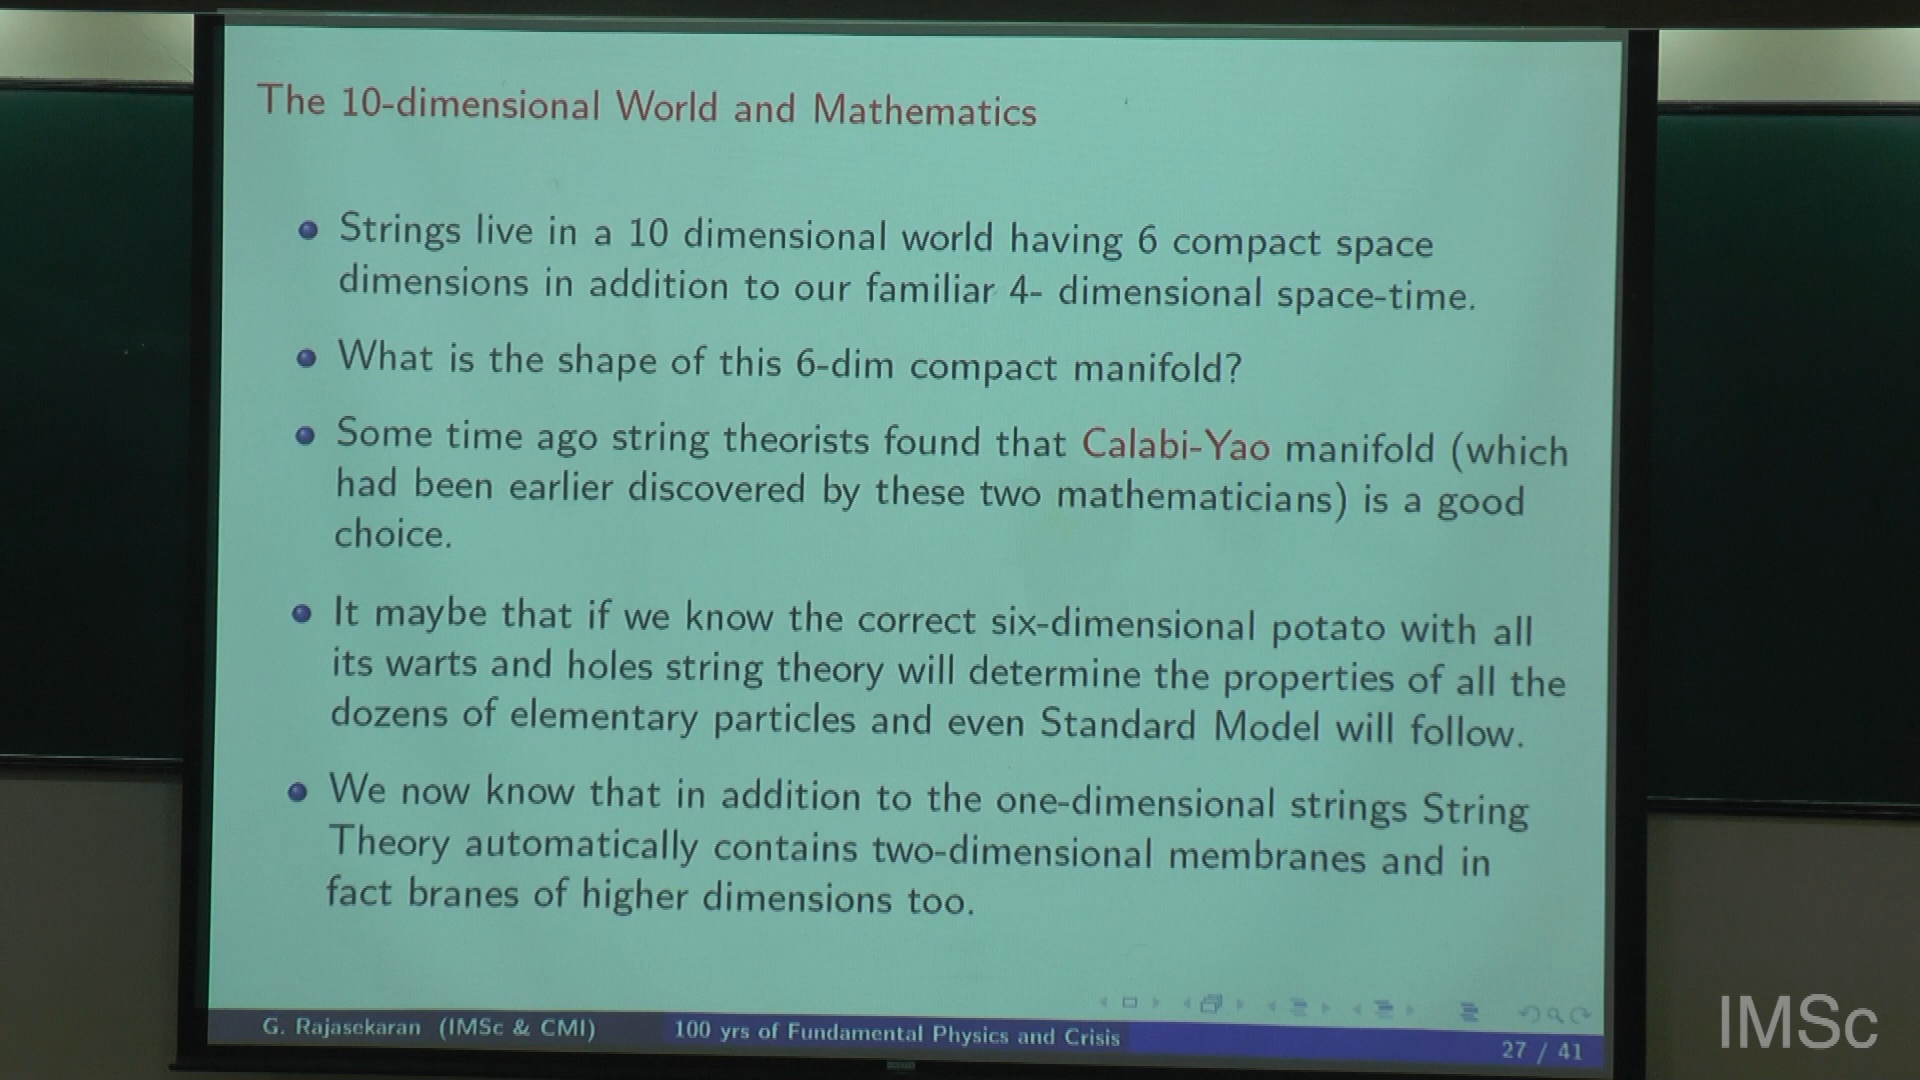 The 10-dimensional World and Mathematics
Strings live in a 10 dimensional world having 6 compact space
dimensions in addition to our familiar 4- dimensional space-time.
What is the shape of this 6-dim compact manifold?
Some time ago string theorists found that Calabi-Yao manifold (which
had been earlier discovered by these two mathematicians) is a good
choice.
It maybe that if we know the correct six-dimensional potato with all
its warts and holes string theory will determine the properties of all the
dozens of elementary particles and even Standard Model will follow.
We now know that in addition to the one-dimensional strings String
Theory automatically contains two-dimensional membranes and in
fact branes of higher dimensions too.
G. Rajasekaran (IMSc & CMI) 100 yrs of Fundamental Physics and Crisis 27 / 41
IMSc